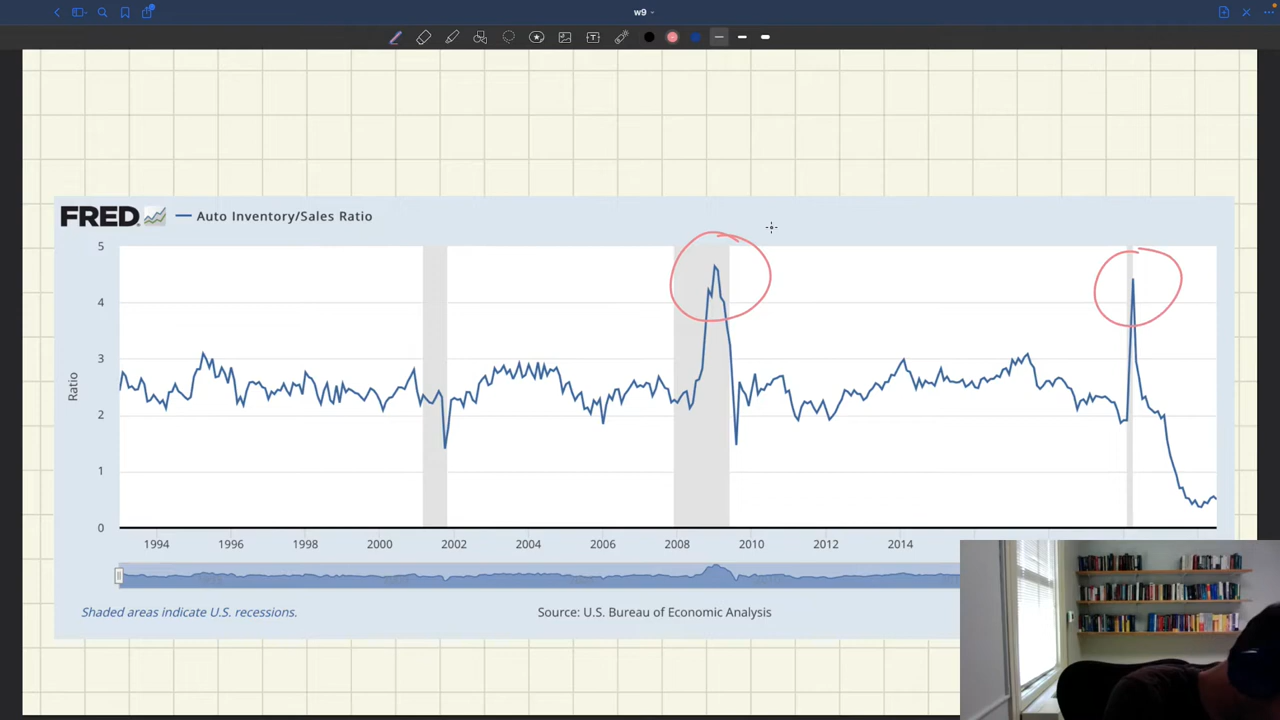 w9
FRED Auto Inventory/Sales Ratio
5
4
3
2
1
0
Ratio
1994 1996 1998 2000 2002 2004 2006 2008 2010 2012 2014
Shaded areas indicate U.S. recessions.
Source: U.S. Bureau of Economic Analysis